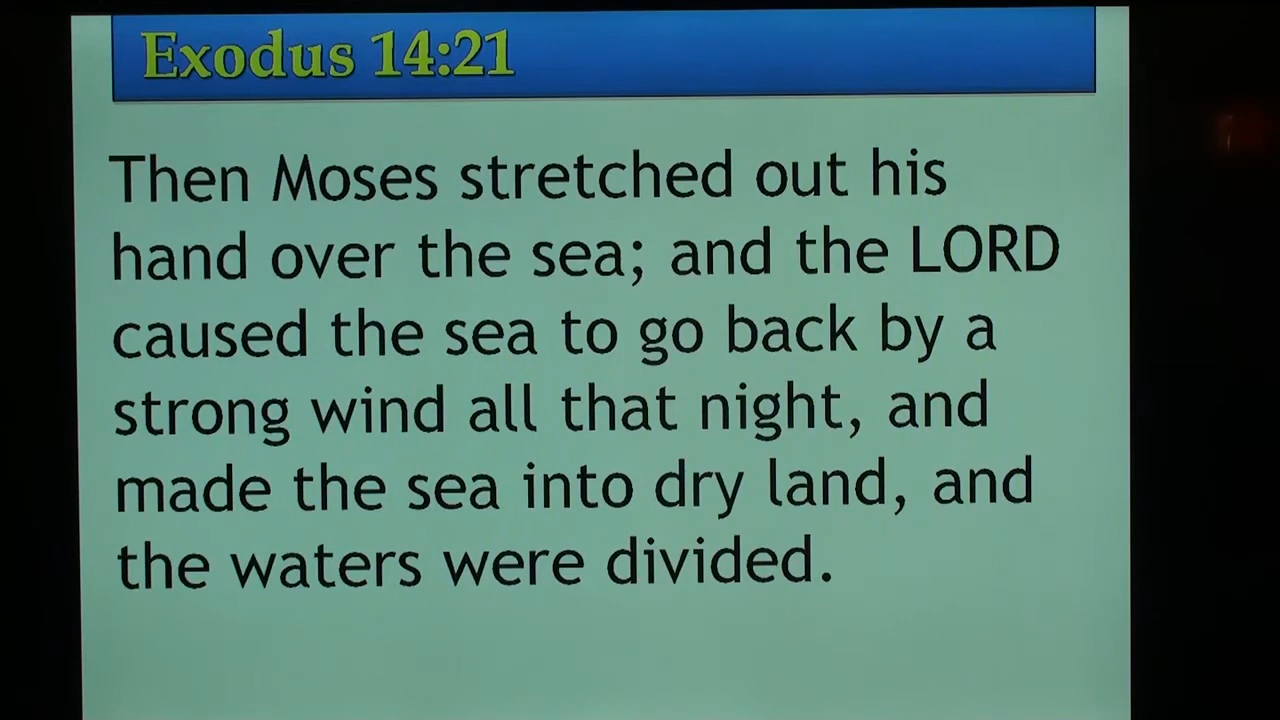 Exodus 14:21
Then Moses stretched out his
hand over the sea; and the LORD
caused the sea to go back by a
strong wind all that night, and
made the sea into dry land, and
the waters were divided.